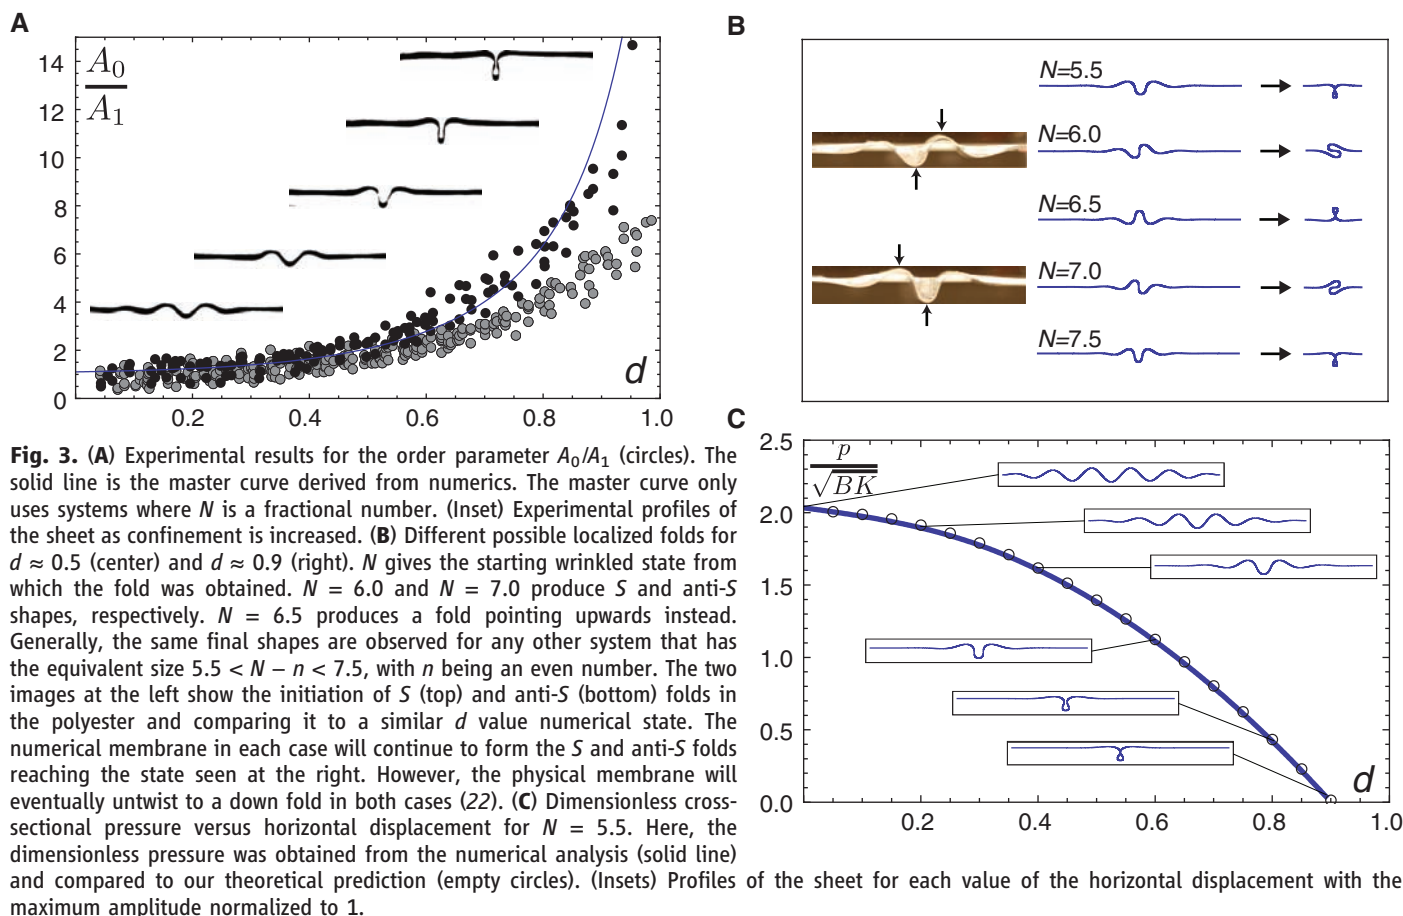 A
A₀
A₁
14
12
10
8
6
4
2
0
0.2
0.4
0.6
0.8
1.0
d
B
N=5.5
N=6.0
N=6.5
N=7.0
N=7.5
C
p
√BK
2.5
2.0
1.5
1.0
0.5
0.0
0.2
0.4
0.6
0.8
1.0
d
Fig. 3. (A) Experimental results for the order parameter A₀/A₁ (circles). The
solid line is the master curve derived from numerics. The master curve only
uses systems where N is a fractional number. (Inset) Experimental profiles of
the sheet as confinement is increased. (B) Different possible localized folds for
d ≈ 0.5 (center) and d ≈ 0.9 (right). N gives the starting wrinkled state from
which the fold was obtained. N = 6.0 and N = 7.0 produce S and anti-S
shapes, respectively. N = 6.5 produces a fold pointing upwards instead.
Generally, the same final shapes are observed for any other system that has
the equivalent size 5.5 < N – n < 7.5, with n being an even number. The two
images at the left show the initiation of S (top) and anti-S (bottom) folds in
the polyester and comparing it to a similar d value numerical state. The
numerical membrane in each case will continue to form the S and anti-S folds
reaching the state seen at the right. However, the physical membrane will
eventually untwist to a down fold in both cases (22). (C) Dimensionless cross-
sectional pressure versus horizontal displacement for N = 5.5. Here, the
dimensionless pressure was obtained from the numerical analysis (solid line)
and compared to our theoretical prediction (empty circles). (Insets) Profiles of the sheet for each value of the horizontal displacement with the
maximum amplitude normalized to 1.